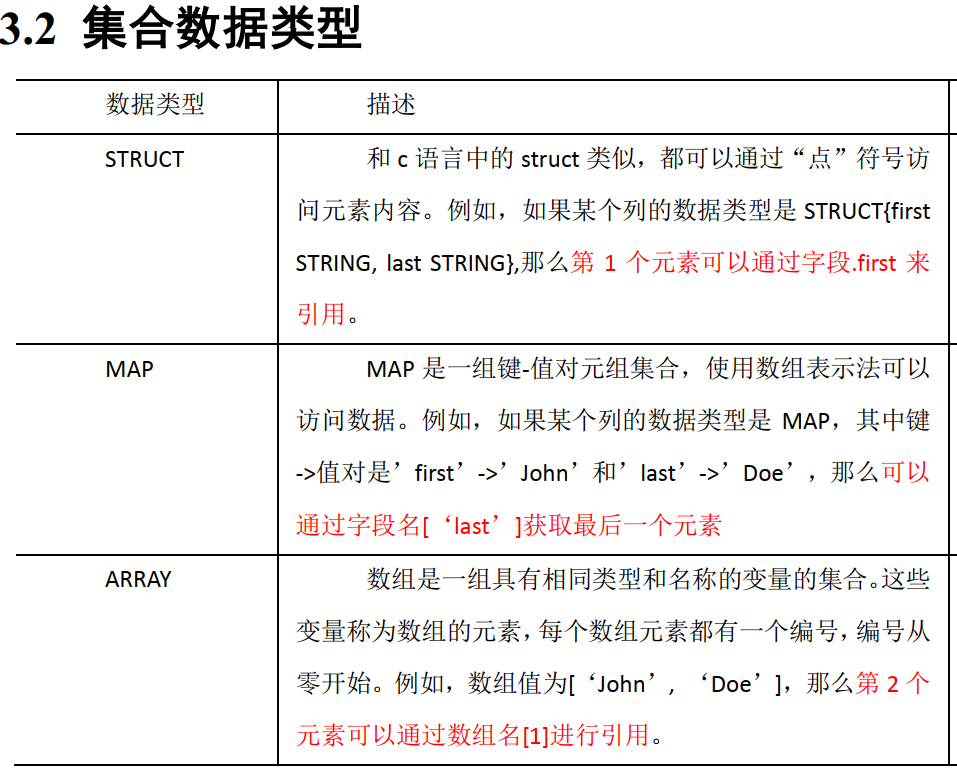 3.2 集合数据类型
数据类型 描述
STRUCT 和 c 语言中的 struct 类似，都可以通过“点”符号访
问元素内容。例如，如果某个列的数据类型是 STRUCT{first
STRING, last STRING},那么第 1 个元素可以通过字段.first 来
引用。
MAP MAP 是一组键-值对元组集合，使用数组表示法可以
访问数据。例如，如果某个列的数据类型是 MAP，其中键
->值对是’first’->’John’和’last’->’Doe’，那么可以
通过字段名[‘last’]获取最后一个元素
ARRAY 数组是一组具有相同类型和名称的变量的集合。这些
变量称为数组的元素，每个数组元素都有一个编号，编号从
零开始。例如，数组值为[‘John’, ‘Doe’]，那么第 2 个
元素可以通过数组名[1]进行引用。